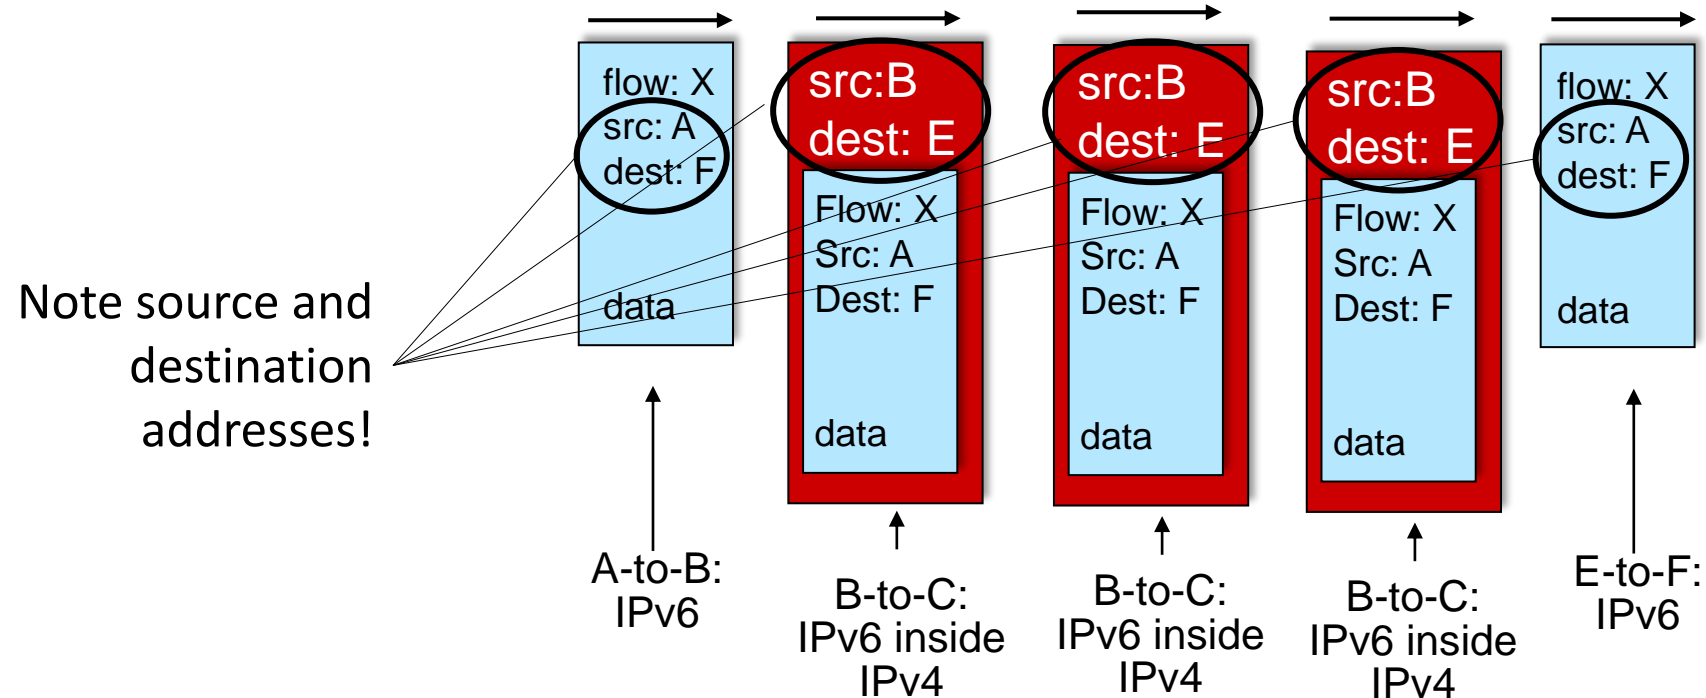 flow: X
src: A
dest: F
data
src:B
dest: E
Flow: X
Src: A
Dest: F
data
src:B
dest: E
Flow: X
Src: A
Dest: F
data
src:B
dest: E
Flow: X
Src: A
Dest: F
data
flow: X
src: A
dest: F
data
Note source and
destination
addresses!
A-to-B:
IPv6
B-to-C:
IPv6 inside
IPv4
B-to-C:
IPv6 inside
IPv4
B-to-C:
IPv6 inside
IPv4
E-to-F:
IPv6